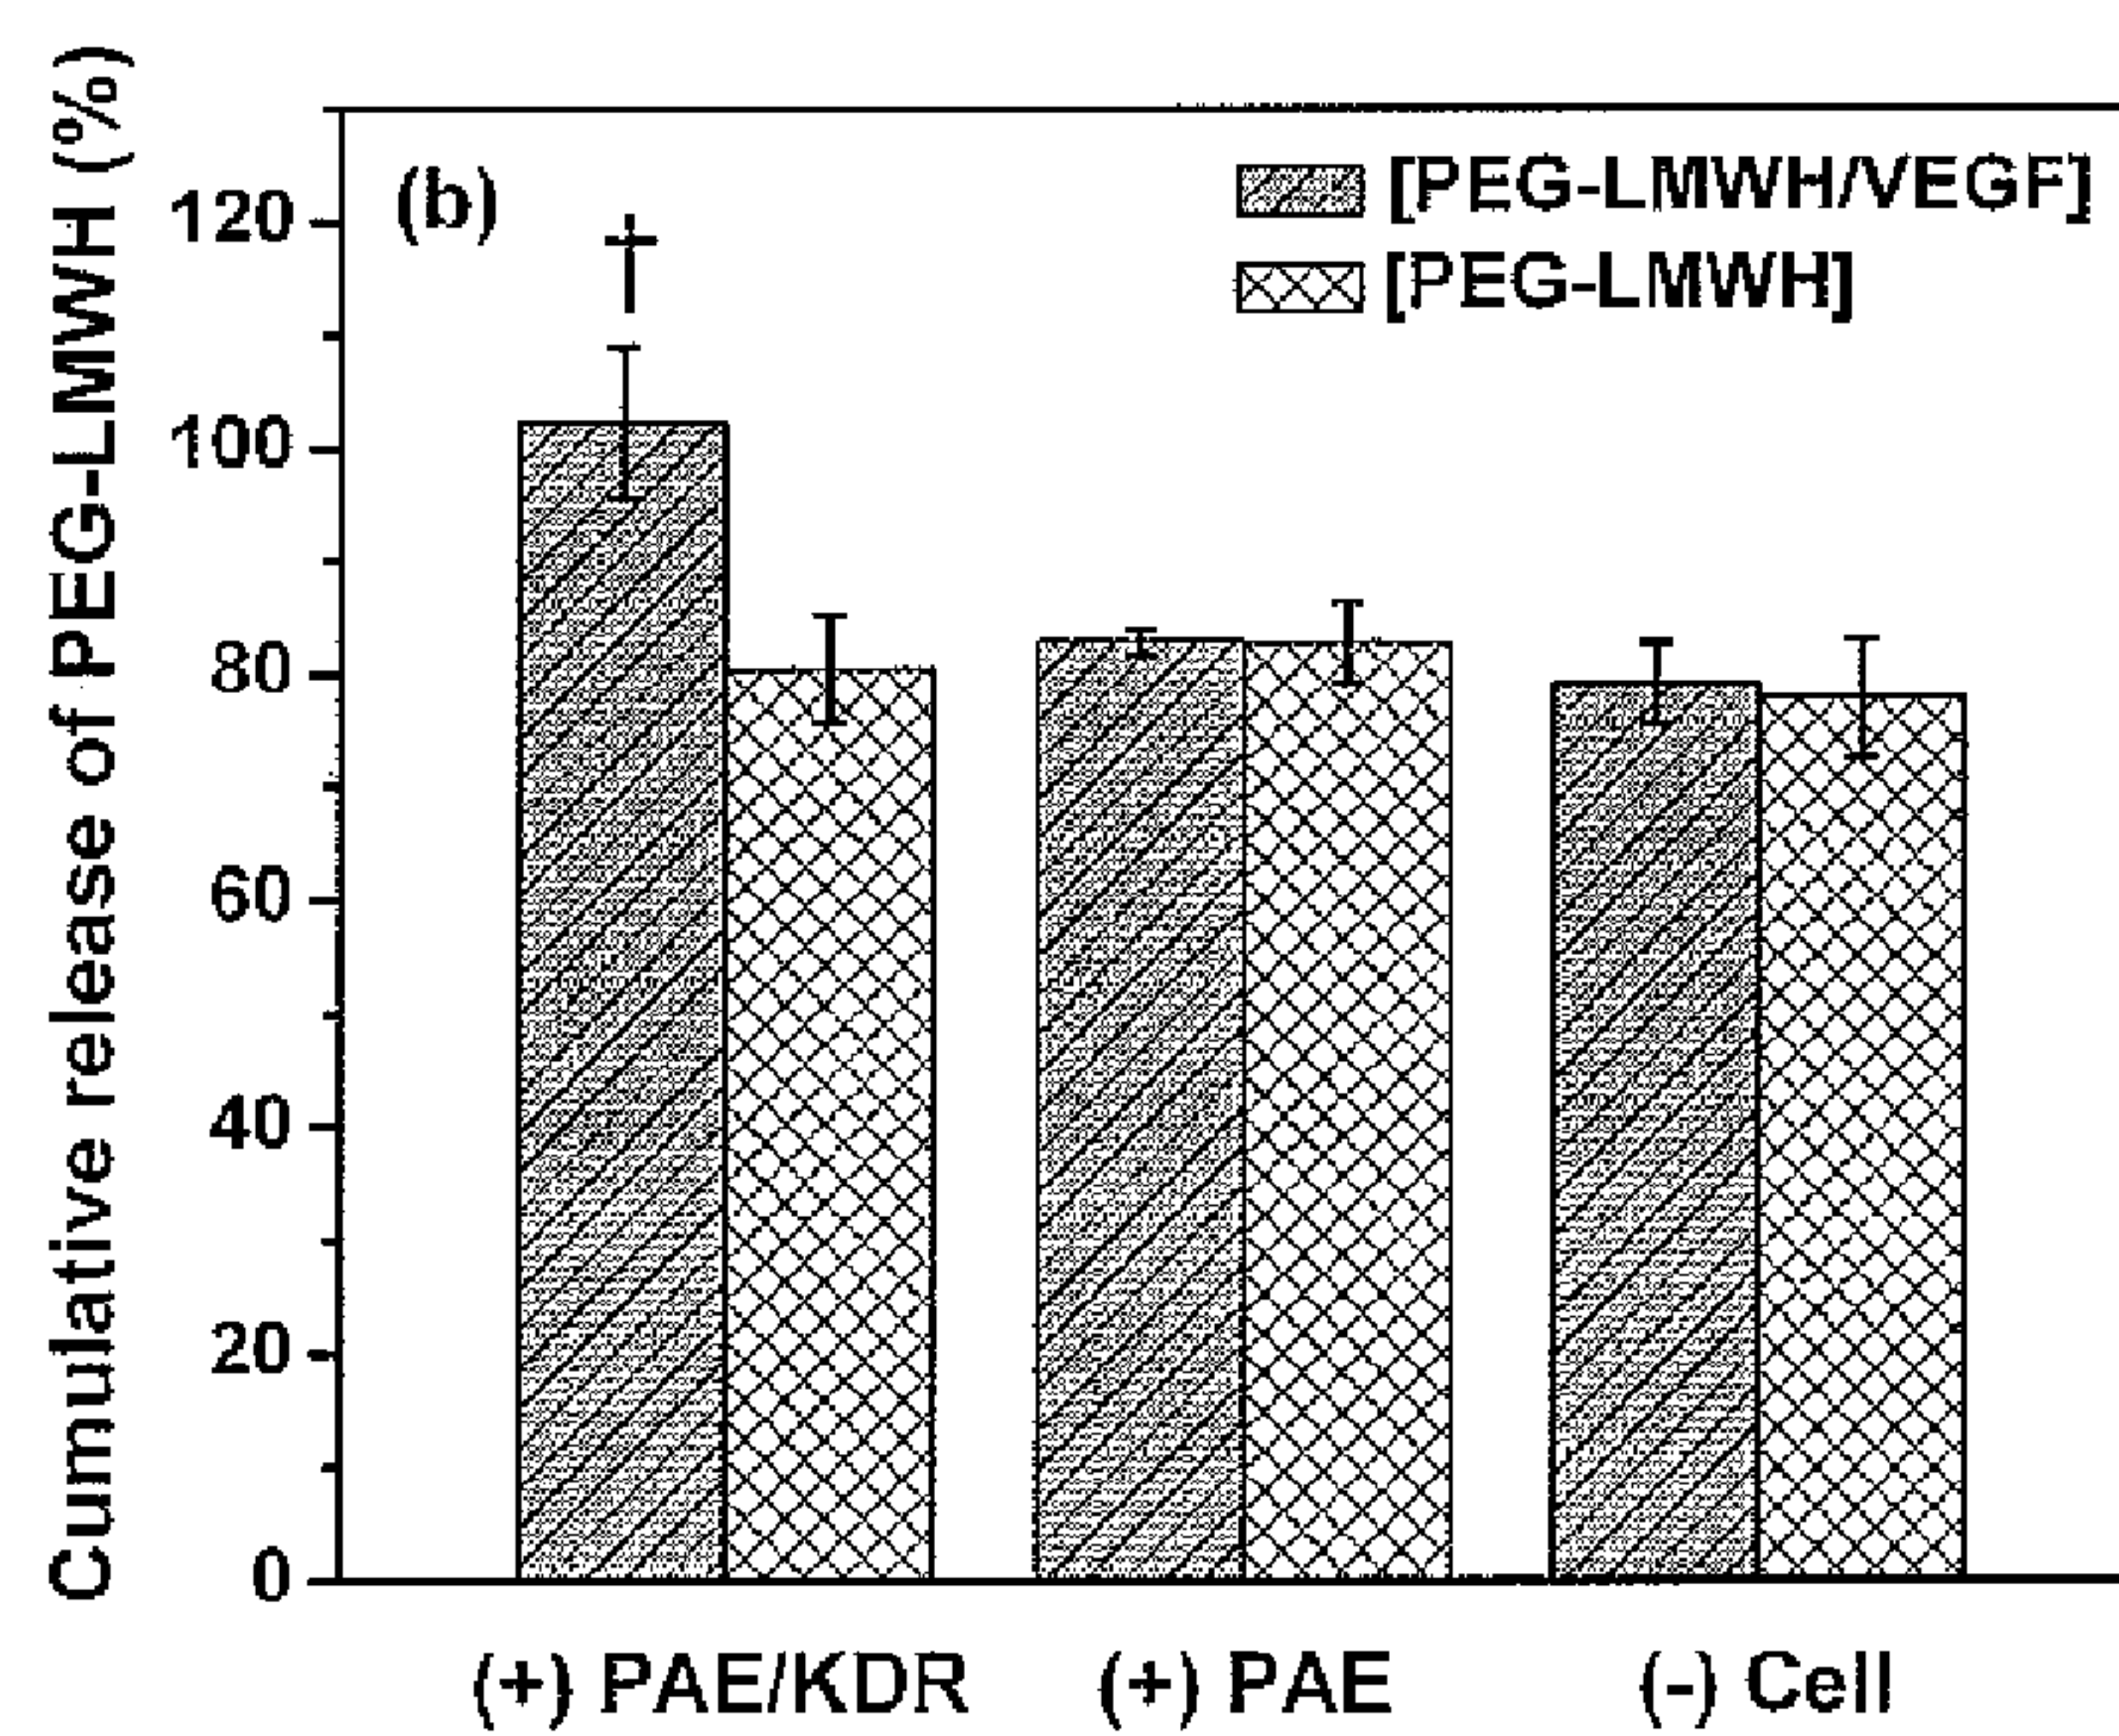 Cumulative release of PEG-LMWH (%)
120
100
80
60
40
20
0
(b)
†
[PEG-LMWH/VEGF]
[PEG-LMWH]
(+) PAE/KDR
(+) PAE
(-) Cell